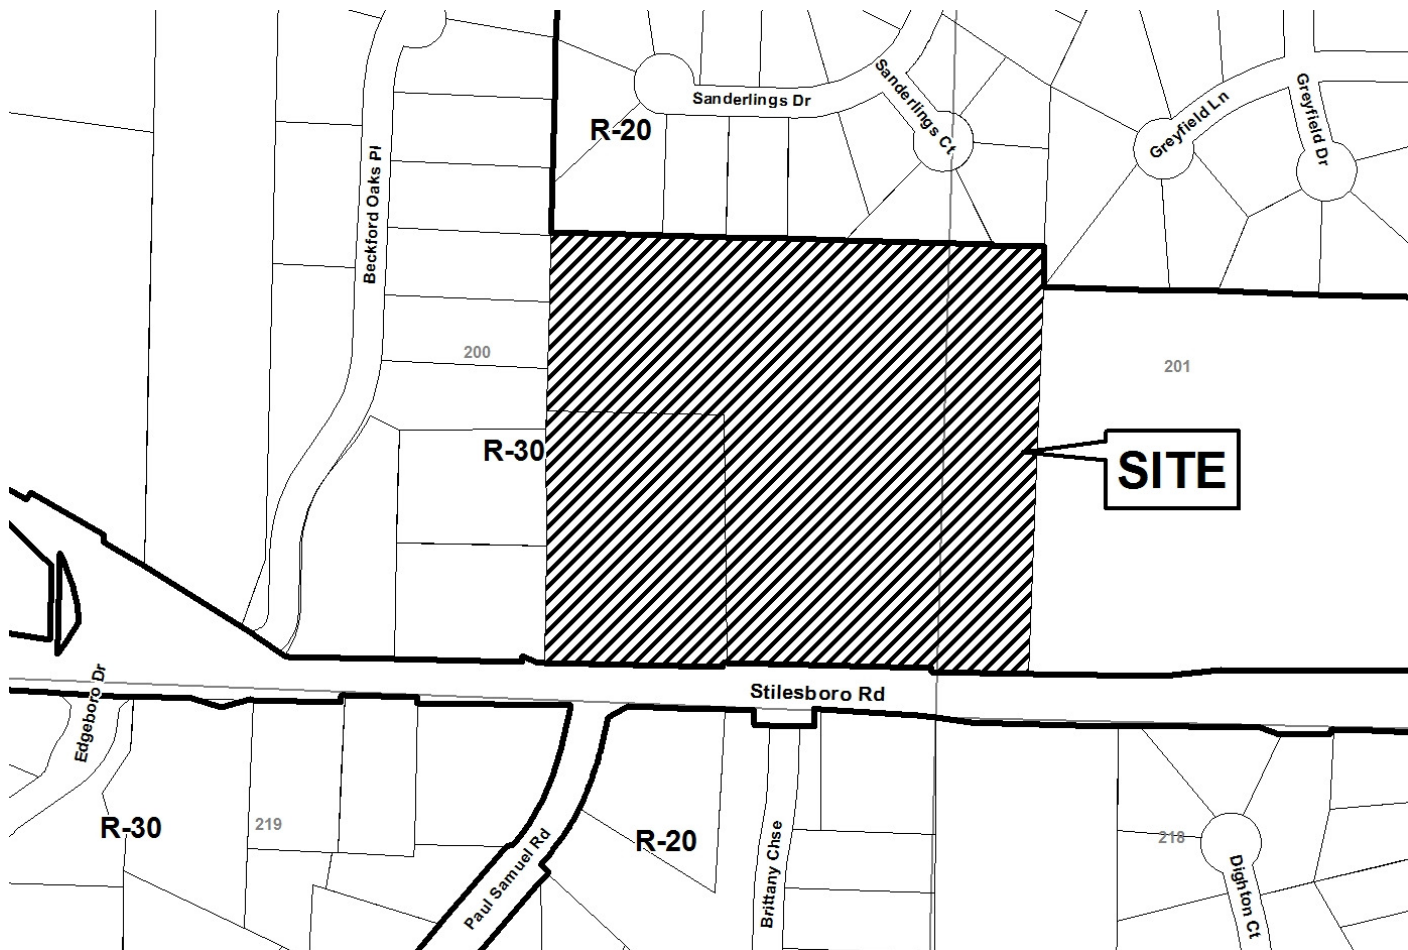 Sanderlings Dr
Sanderlings Ct
Greyfield Ln
Greyfield Dr
R-20
Beckford Oaks Pl
200
201
R-30
SITE
Stilesboro Rd
Edgeboro Dr
R-30
219
Paul Samuel Rd
R-20
Brittany Chse
218
Dighton Ct